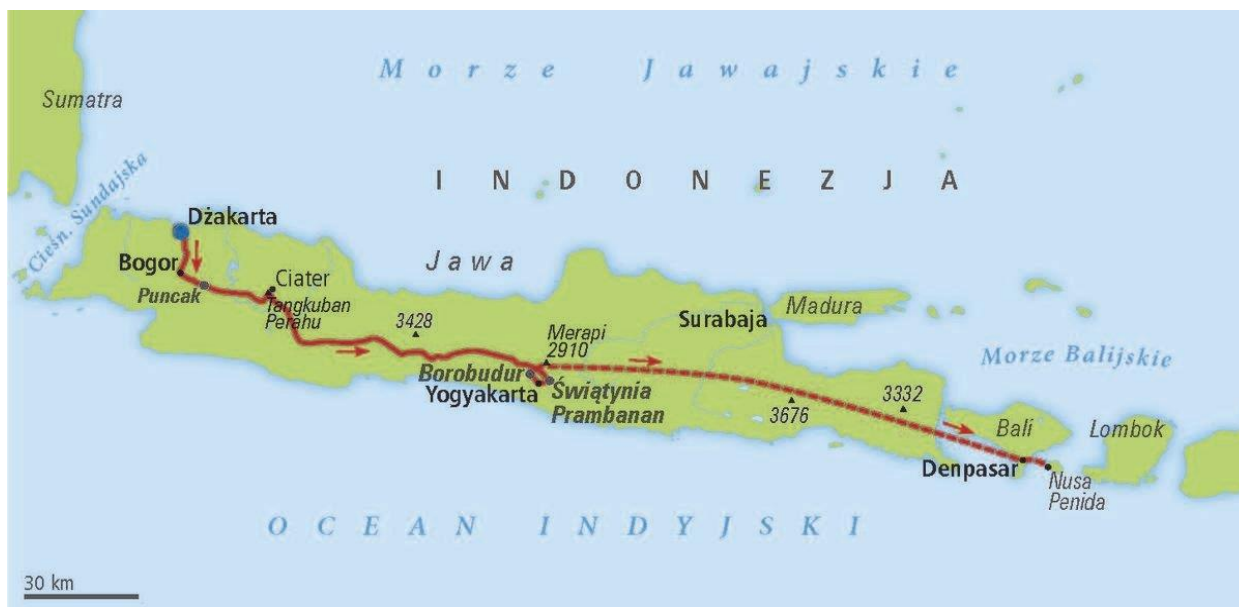 Morze Jawajskie
Sumatra
INDONEZJA
Cieśn. Sundajska
Dżakarta
Bogor
Jawa
Ciater
Puncak
Tangkuban
Perahu
3428
Merapi
2910
Surabaja
Madura
Morze Balijskie
Borobudur
Yogyakarta
Świątynia
Prambanan
3676
3332
Bali
Lombok
Denpasar
Nusa
Penida
OCEAN INDYJSKI
30 km